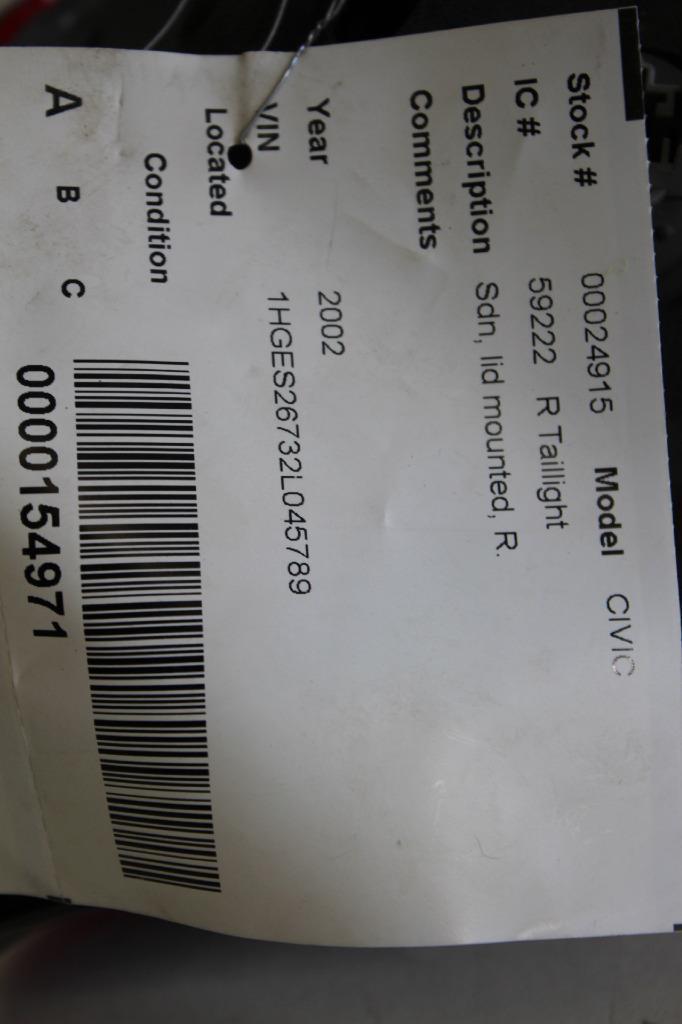 Stock # 00024915 Model CIVIC
IC # 59222 R Taillight
Description Sdn, lid mounted, R.
Comments
Year 2002
VIN 1HGES26732L045789
Located
Condition
A B C
0000154971